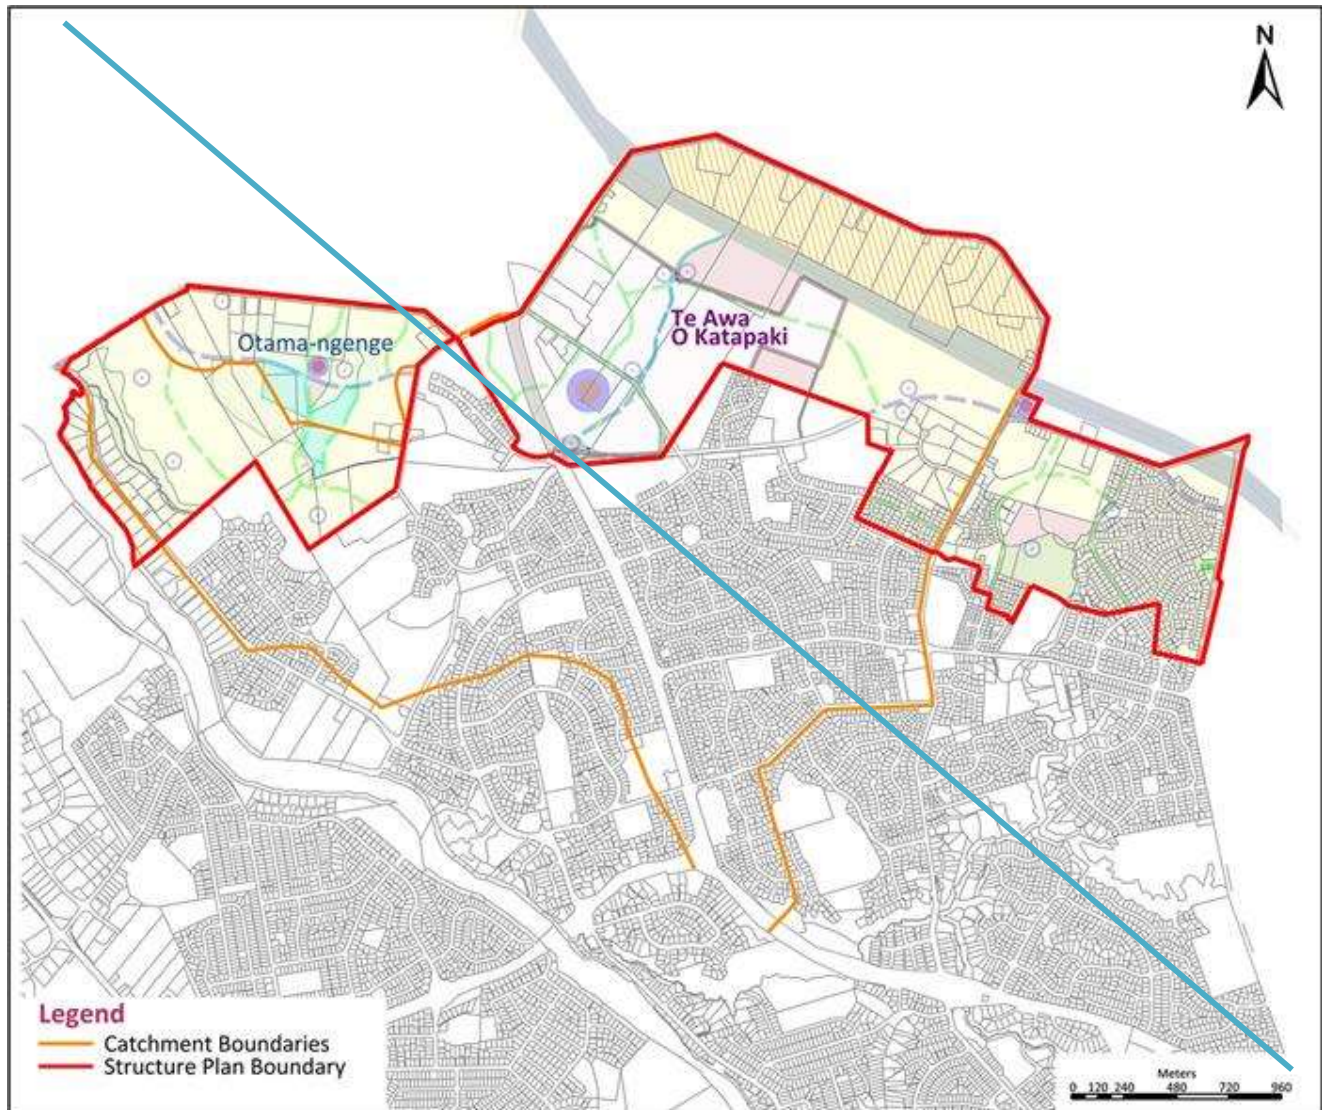 N
Otama-ngenge
Te Awa
O Katapaki
Legend
Catchment Boundaries
Structure Plan Boundary
Meters
0 120 240 480 720 960